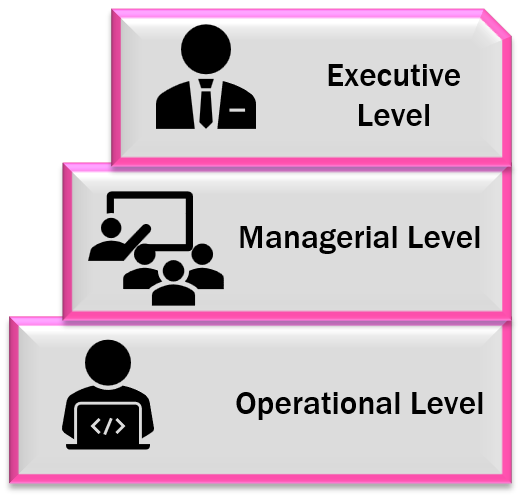 Executive
Level
Managerial Level
Operational Level
</>